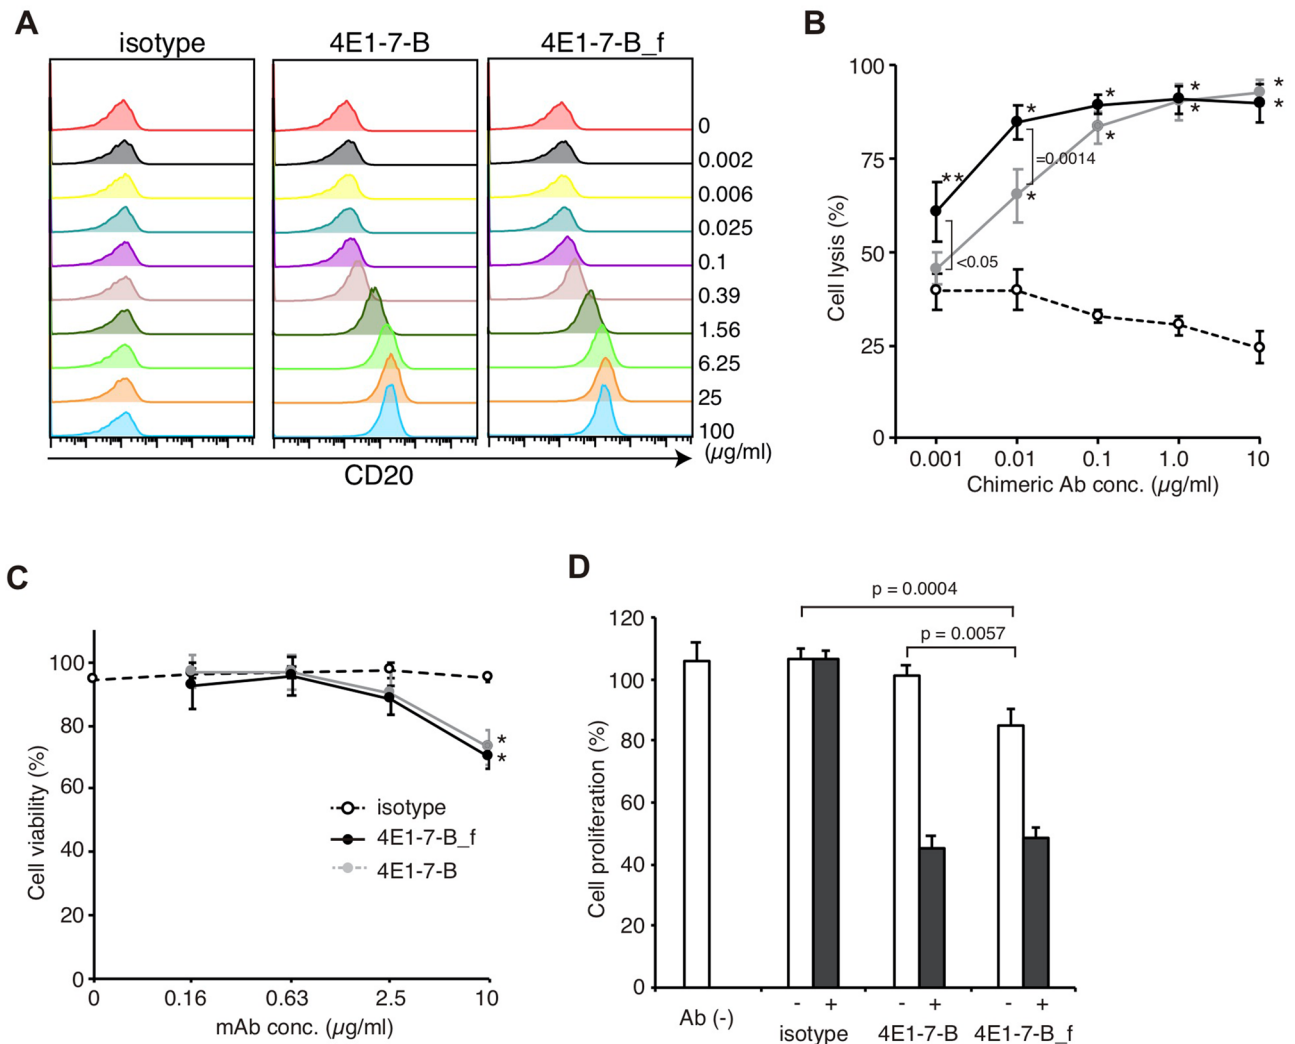 A
isotype
4E1-7-B
4E1-7-B_f
0
0.002
0.006
0.025
0.1
0.39
1.56
6.25
25
100
(µg/ml)
CD20
B
100
75
50
25
0
Cell lysis (%)
**
*
*
*
*
*
*
*
*
=0.0014
<0.05
0.001 0.01 0.1 1.0 10
Chimeric Ab conc. (µg/ml)
C
100
80
60
40
20
0
Cell viability (%)
*
*
isotype
4E1-7-B_f
4E1-7-B
0 0.16 0.63 2.5 10
mAb conc. (µg/ml)
D
p = 0.0004
p = 0.0057
120
100
80
60
40
20
0
Cell proliferation (%)
- + - + - +
Ab (-) isotype 4E1-7-B 4E1-7-B_f